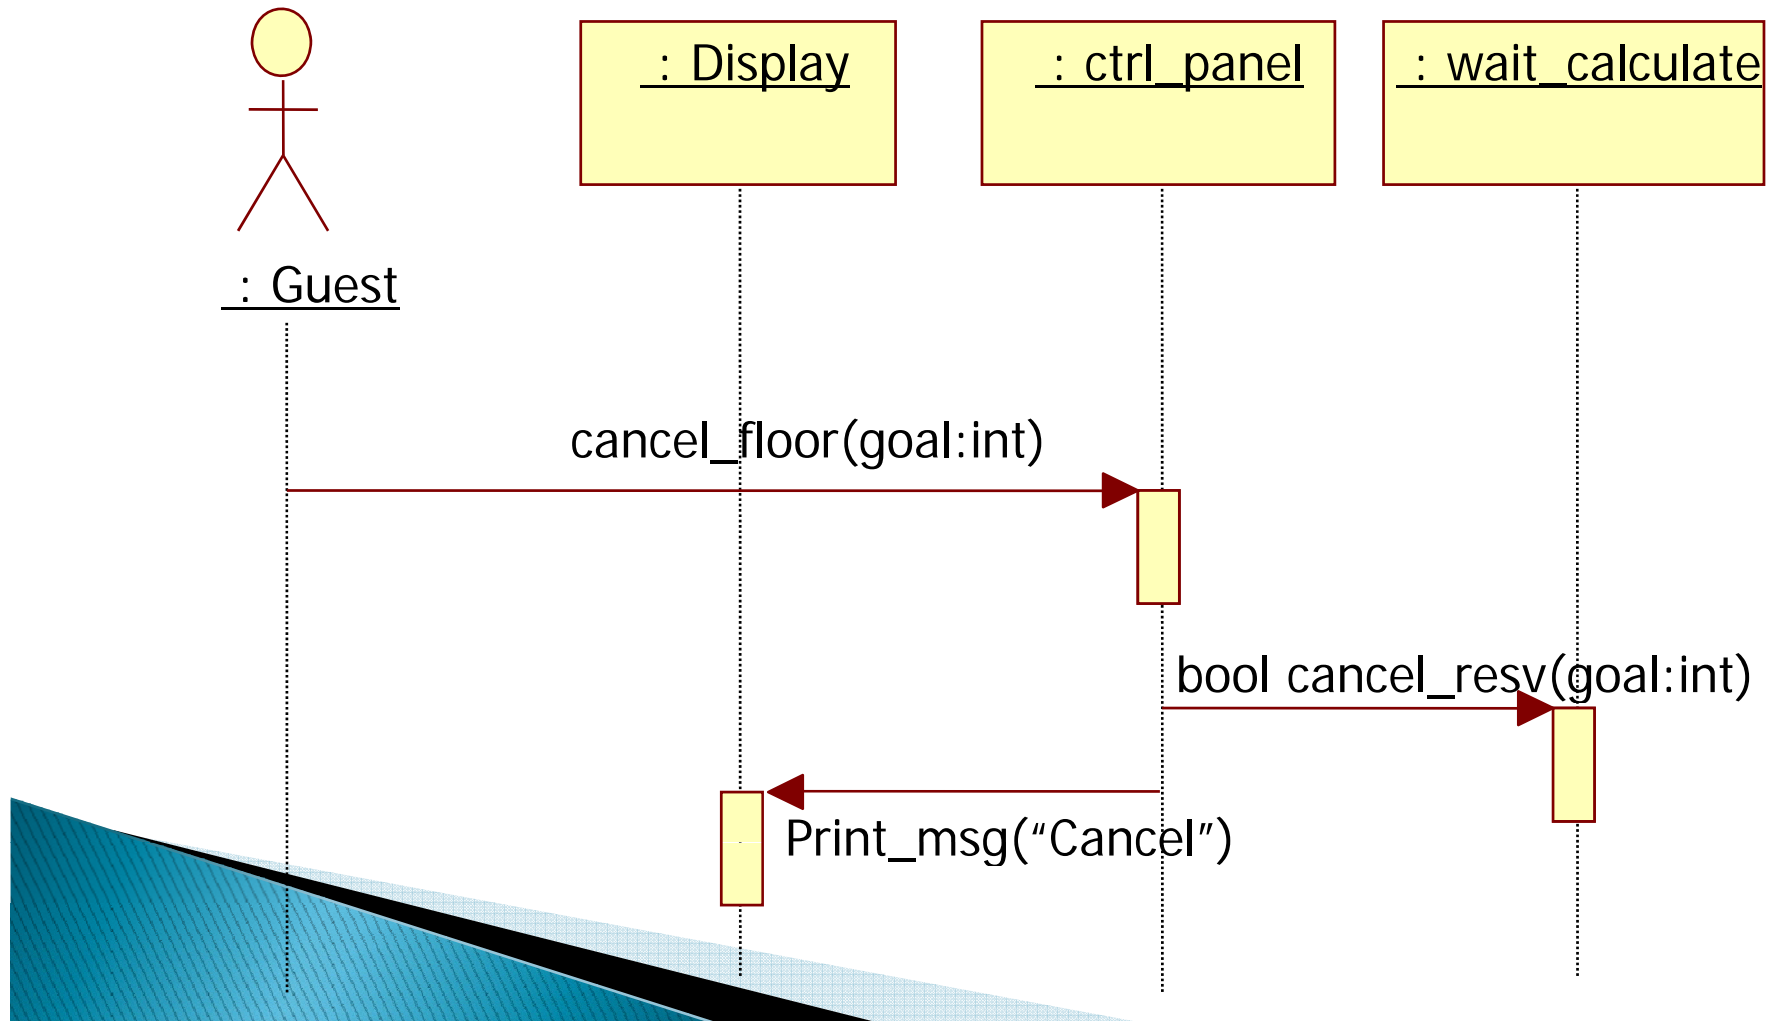 : Display
: ctrl_panel
: wait_calculate
: Guest
cancel_floor(goal:int)
bool cancel_resv(goal:int)
Print_msg(“Cancel”)